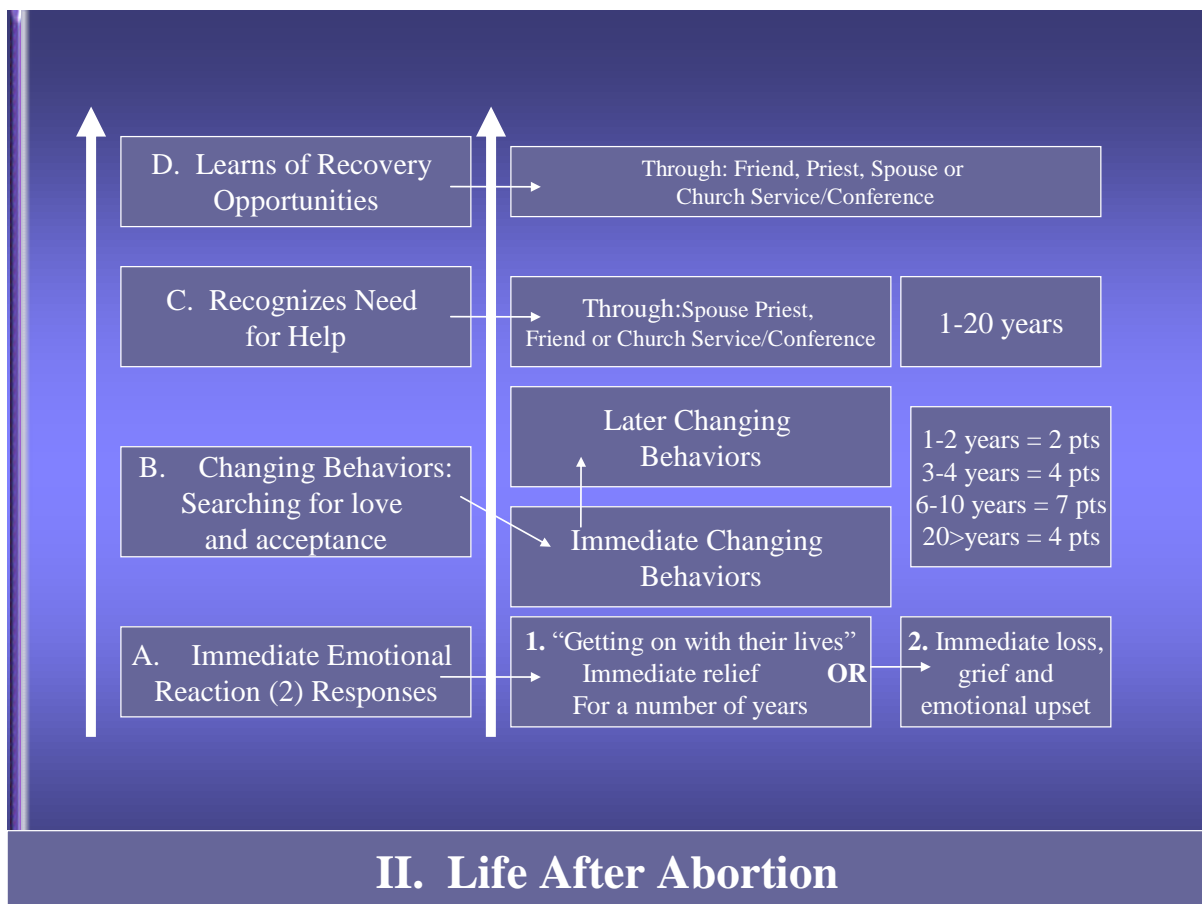 D. Learns of Recovery
Opportunities
Through: Friend, Priest, Spouse or
Church Service/Conference
C. Recognizes Need
for Help
Through:Spouse Priest,
Friend or Church Service/Conference
1-20 years
Later Changing
Behaviors
B. Changing Behaviors:
Searching for love
and acceptance
Immediate Changing
Behaviors
1-2 years = 2 pts
3-4 years = 4 pts
6-10 years = 7 pts
20>years = 4 pts
A. Immediate Emotional
Reaction (2) Responses
1. “Getting on with their lives”
Immediate relief OR
For a number of years
2. Immediate loss,
grief and
emotional upset
II. Life After Abortion